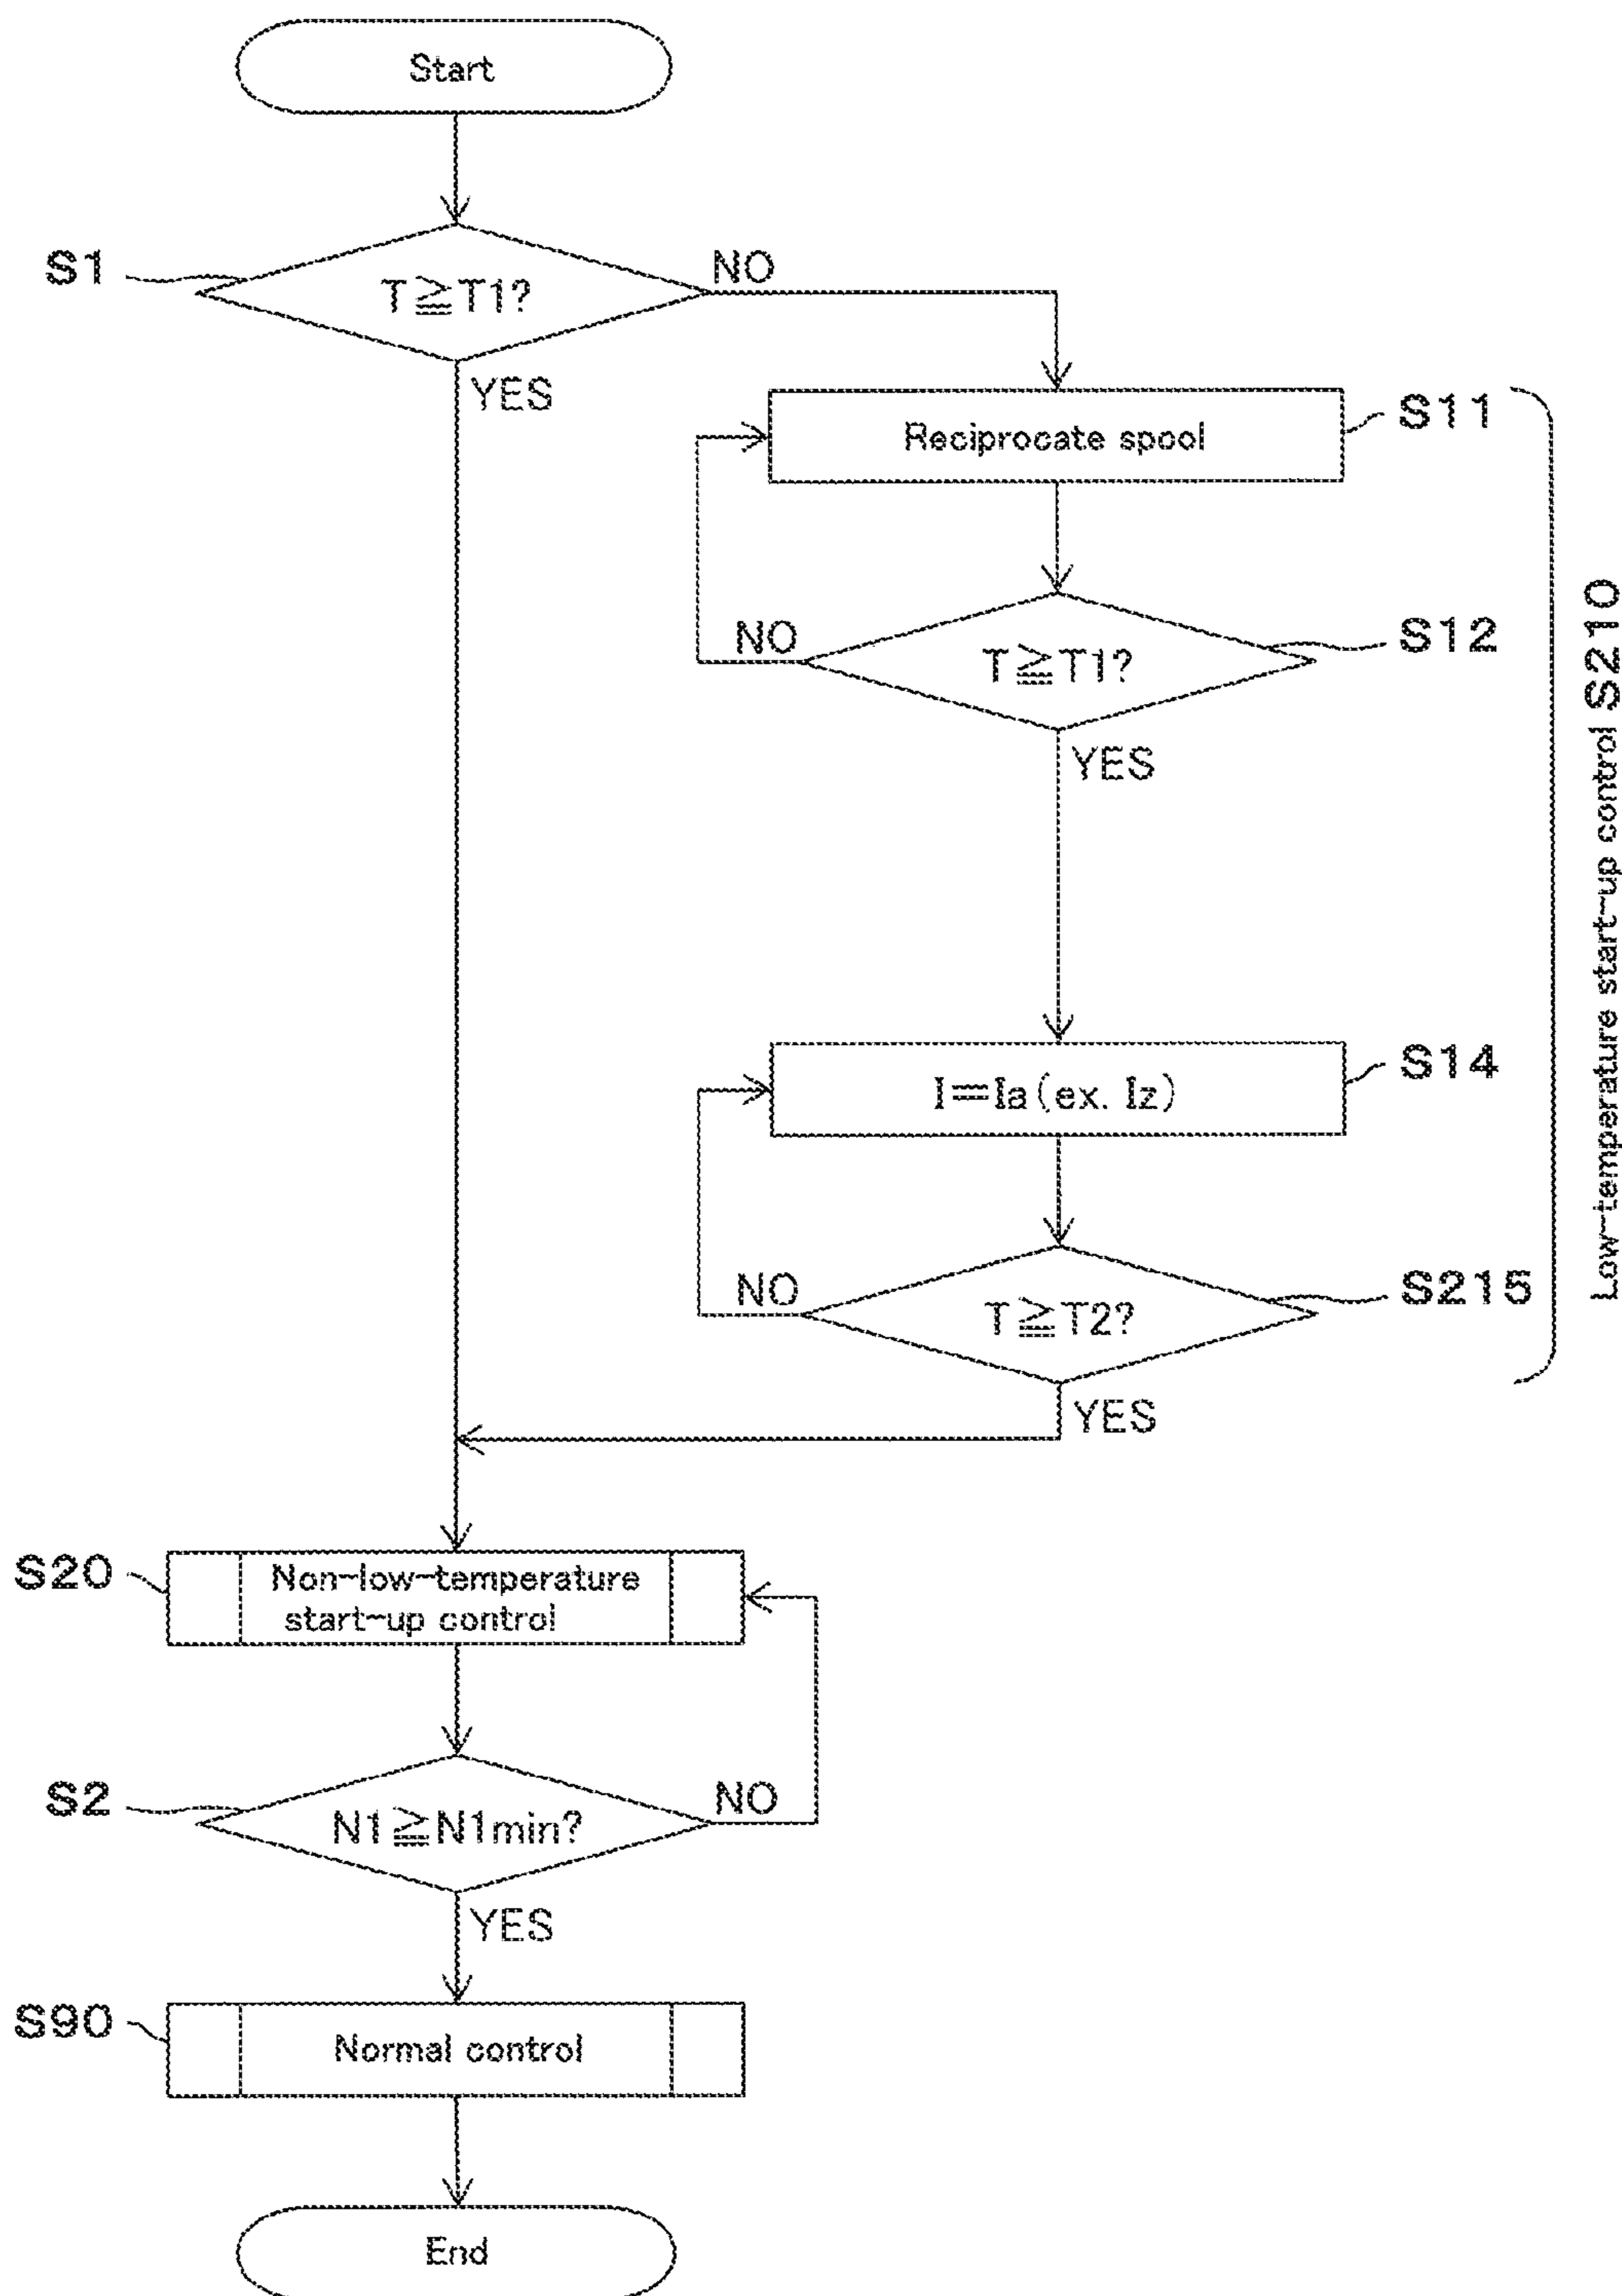 Start
S1
T≧T1?
NO
YES
Reciprocate spool
S11
NO
T≧T1?
S12
YES
I=Ia(ex. Iz)
S14
NO
T≧T2?
S215
YES
Low-temperature start-up control S210
S20
Non-low-temperature
start-up control
S2
N1≧N1min?
NO
YES
S90
Normal control
End